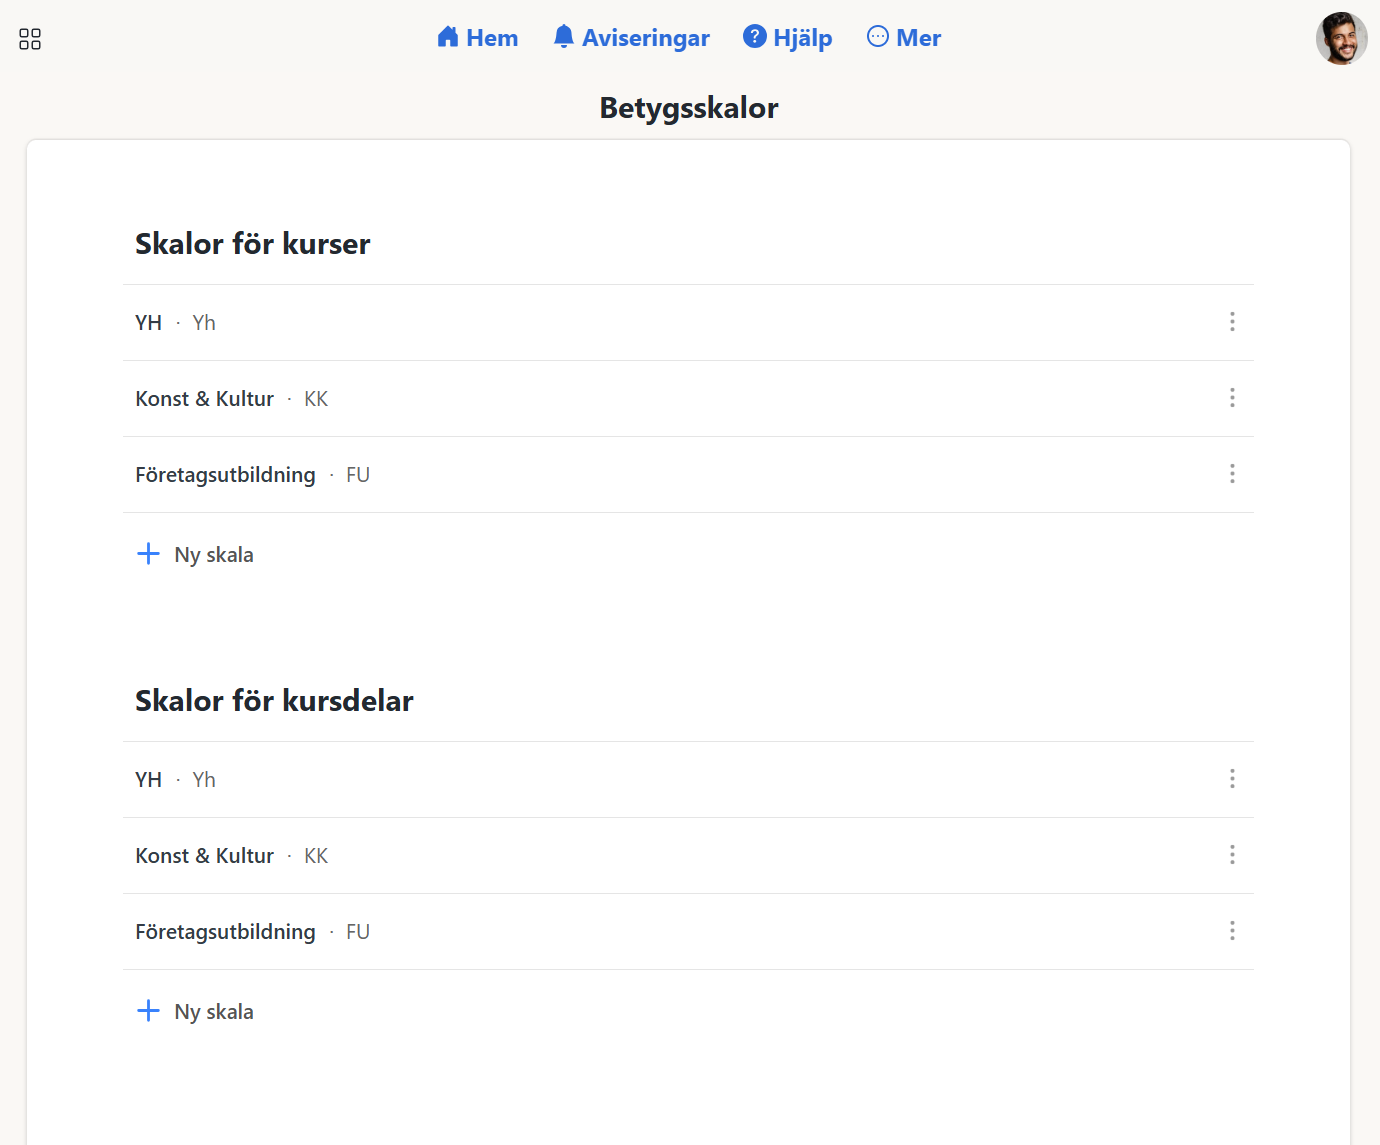 Hem Aviseringar Hjälp Mer
Betygsskalor
Skalor för kurser
YH · Yh
Konst & Kultur · KK
Företagsutbildning · FU
Ny skala
Skalor för kursdelar
YH · Yh
Konst & Kultur · KK
Företagsutbildning · FU
Ny skala